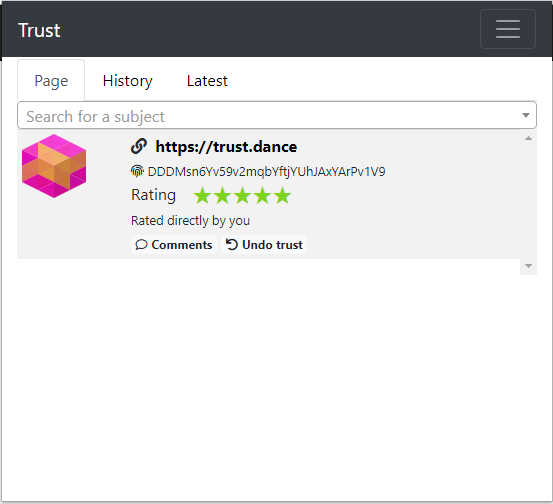 Trust
Page History Latest
Search for a subject
https://trust.dance
DDDMsn6Yv59v2mqbYftjYUhJAxYArPv1V9
Rating
Rated directly by you
Comments Undo trust